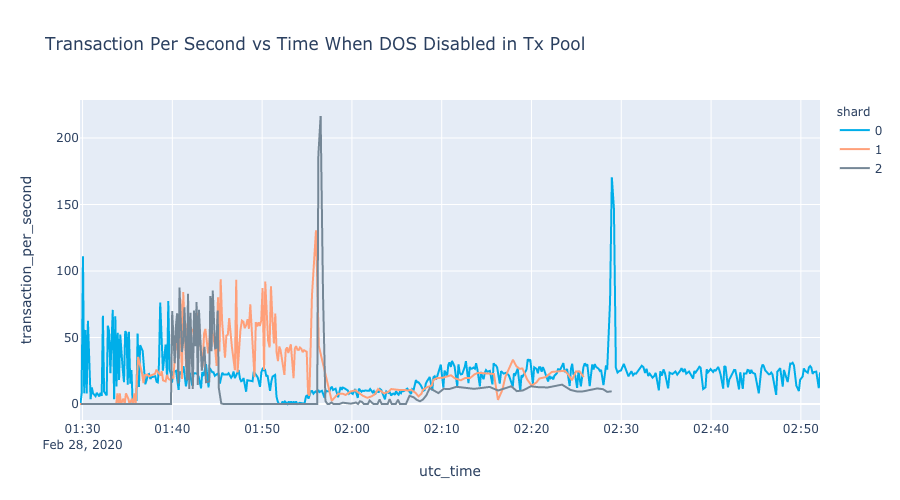 Transaction Per Second vs Time When DOS Disabled in Tx Pool
shard
0
1
2
transaction_per_second
200
150
100
50
0
01:30 01:40 01:50 02:00 02:10 02:20 02:30 02:40 02:50
Feb 28, 2020
utc_time